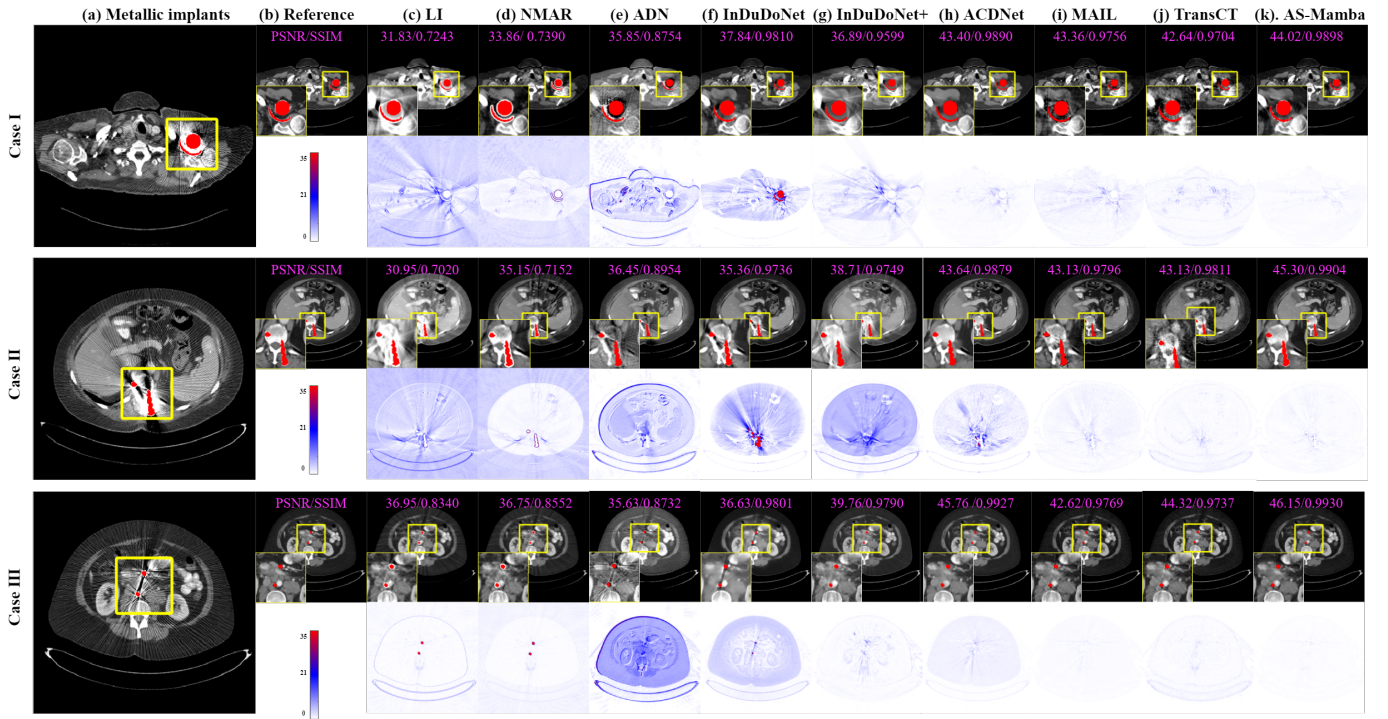 (a) Metallic implants (b) Reference (c) LI (d) NMAR (e) ADN (f) InDuDoNet (g) InDuDoNet+ (h) ACDNet (i) MAIL (j) TransCT (k). AS-Mamba
Case I
PSNR/SSIM 31.83/0.7243 33.86/ 0.7390 35.85/0.8754 37.84/0.9810 36.89/0.9599 43.40/0.9890 43.36/0.9756 42.64/0.9704 44.02/0.9898
35
21
0
Case II
PSNR/SSIM 30.95/0.7020 35.15/0.7152 36.45/0.8954 35.36/0.9736 38.71/0.9749 43.64/0.9879 43.13/0.9796 43.13/0.9811 45.30/0.9904
35
21
0
Case III
PSNR/SSIM 36.95/0.8340 36.75/0.8552 35.63/0.8732 36.63/0.9801 39.76/0.9790 45.76/0.9927 42.62/0.9769 44.32/0.9737 46.15/0.9930
35
21
0